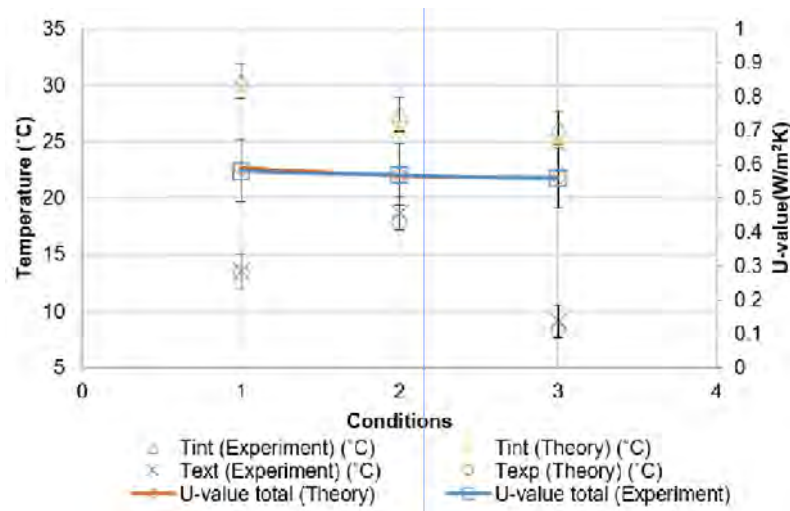 35
30
25
20
15
10
5
Temperature (˚C)
1
0.9
0.8
0.7
0.6
0.5
0.4
0.3
0.2
0.1
0
U-value(W/m²K)
0 1 2 3 4
Conditions
Tint (Experiment) (˚C) Tint (Theory) (˚C)
Text (Experiment) (˚C) Texp (Theory) (˚C)
U-value total (Theory) U-value total (Experiment)